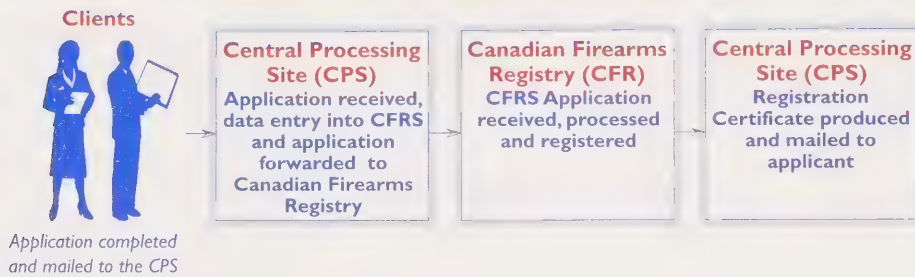 Clients
Application completed
and mailed to the CPS
Central Processing
Site (CPS)
Application received,
data entry into CFRS
and application
forwarded to
Canadian Firearms
Registry
Canadian Firearms
Registry (CFR)
CFRS Application
received, processed
and registered
Central Processing
Site (CPS)
Registration
Certificate produced
and mailed to
applicant